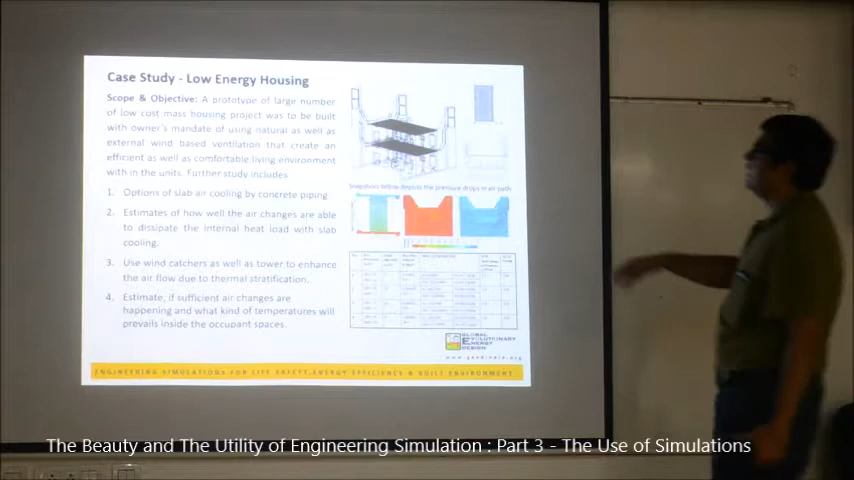 Case Study - Low Energy Housing
Scope & Objective: A prototype of large number
of low cost mass housing project was to be built
with owner's mandate of using natural as well as
external wind based ventilation that create an
efficient as well as comfortable living environment
with in the units. Further study includes
1. Options of slab air cooling by concrete piping
2. Estimates of how well the air changes are able
to dissipate the internal heat load with slab
cooling.
3. Use wind catchers as well as tower to enhance
the air flow due to thermal stratification.
4. Estimate, if sufficient air changes are
happening and what kind of temperatures will
prevails inside the occupant spaces.
Snapshots below depicts the pressure drops in air path
GLOBAL
EVOLUTIONARY
ENERGY
DESIGN
www.geedindia.org
ENGINEERING SIMULATIONS FOR LIFE SAFETY, ENERGY EFFICIENCY & BUILT ENVIRONMENT
The Beauty and The Utility of Engineering Simulation : Part 3 - The Use of Simulations